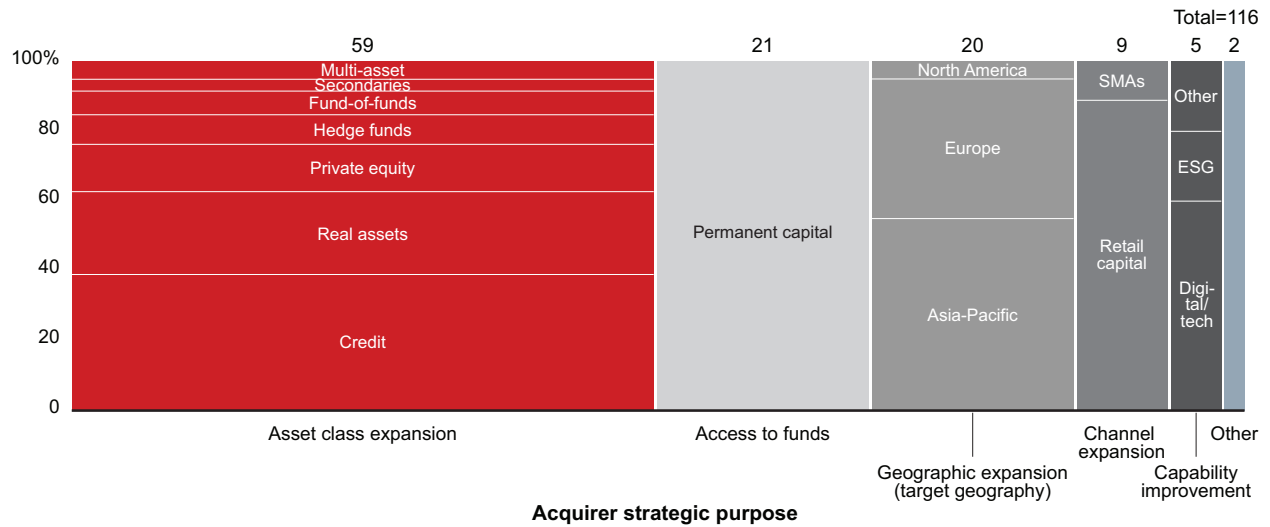 Total=116
59
21
20
9
5
2
100%
80
60
40
20
0
Multi-asset
Secondaries
Fund-of-funds
Hedge funds
Private equity
Real assets
Credit
Permanent capital
North America
Europe
Asia-Pacific
SMAs
Retail
capital
Other
ESG
Digi-
tal/
tech
Asset class expansion
Access to funds
Geographic expansion
(target geography)
Channel
expansion
Capability
improvement
Other
Acquirer strategic purpose